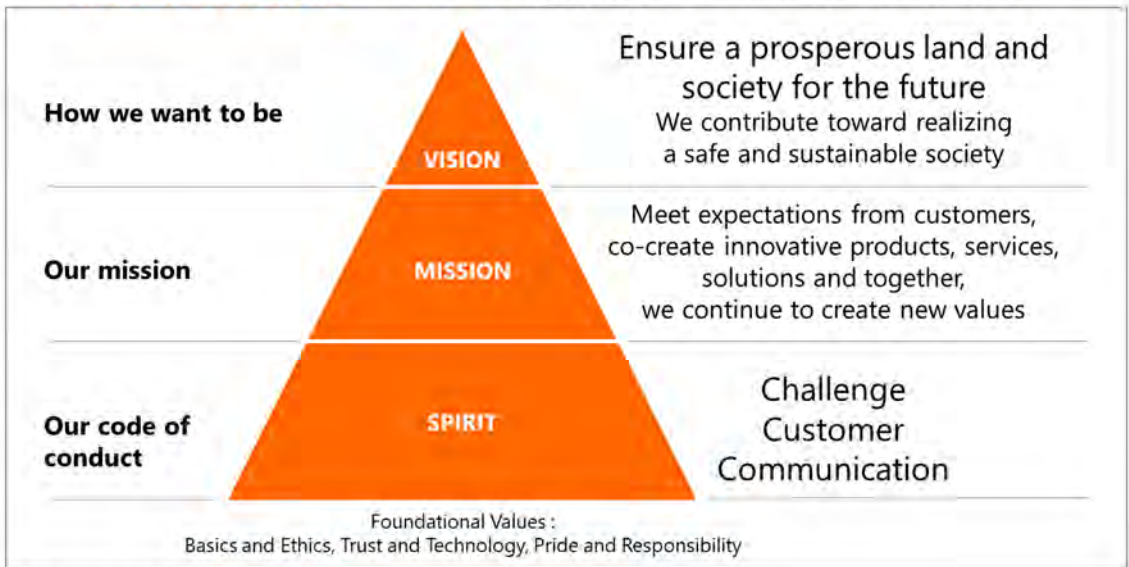 How we want to be
VISION
Ensure a prosperous land and
society for the future
We contribute toward realizing
a safe and sustainable society
Our mission
MISSION
Meet expectations from customers,
co-create innovative products, services,
solutions and together,
we continue to create new values
Our code of
conduct
SPIRIT
Challenge
Customer
Communication
Foundational Values :
Basics and Ethics, Trust and Technology, Pride and Responsibility